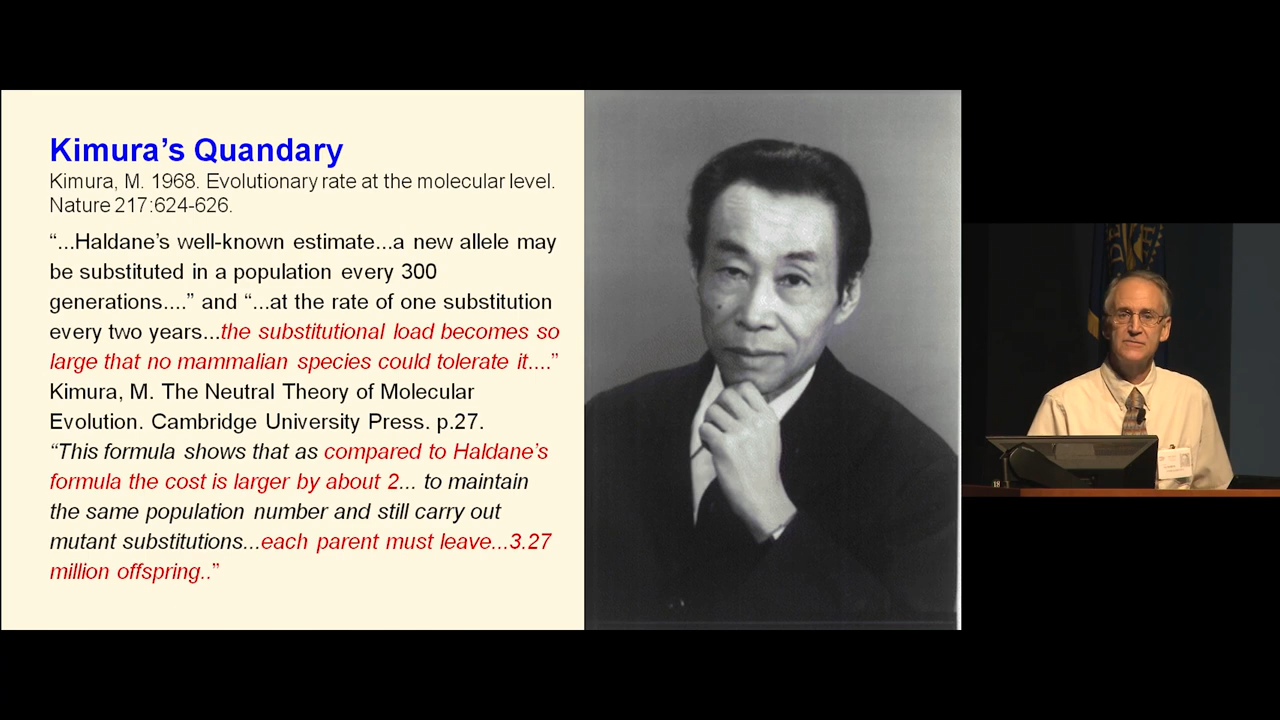 Kimura's Quandary
Kimura, M. 1968. Evolutionary rate at the molecular level.
Nature 217:624-626.
“...Haldane’s well-known estimate...a new allele may
be substituted in a population every 300
generations....” and “...at the rate of one substitution
every two years...the substitutional load becomes so
large that no mammalian species could tolerate it....”
Kimura, M. The Neutral Theory of Molecular
Evolution. Cambridge University Press. p.27.
“This formula shows that as compared to Haldane’s
formula the cost is larger by about 2... to maintain
the same population number and still carry out
mutant substitutions...each parent must leave...3.27
million offspring..”
18